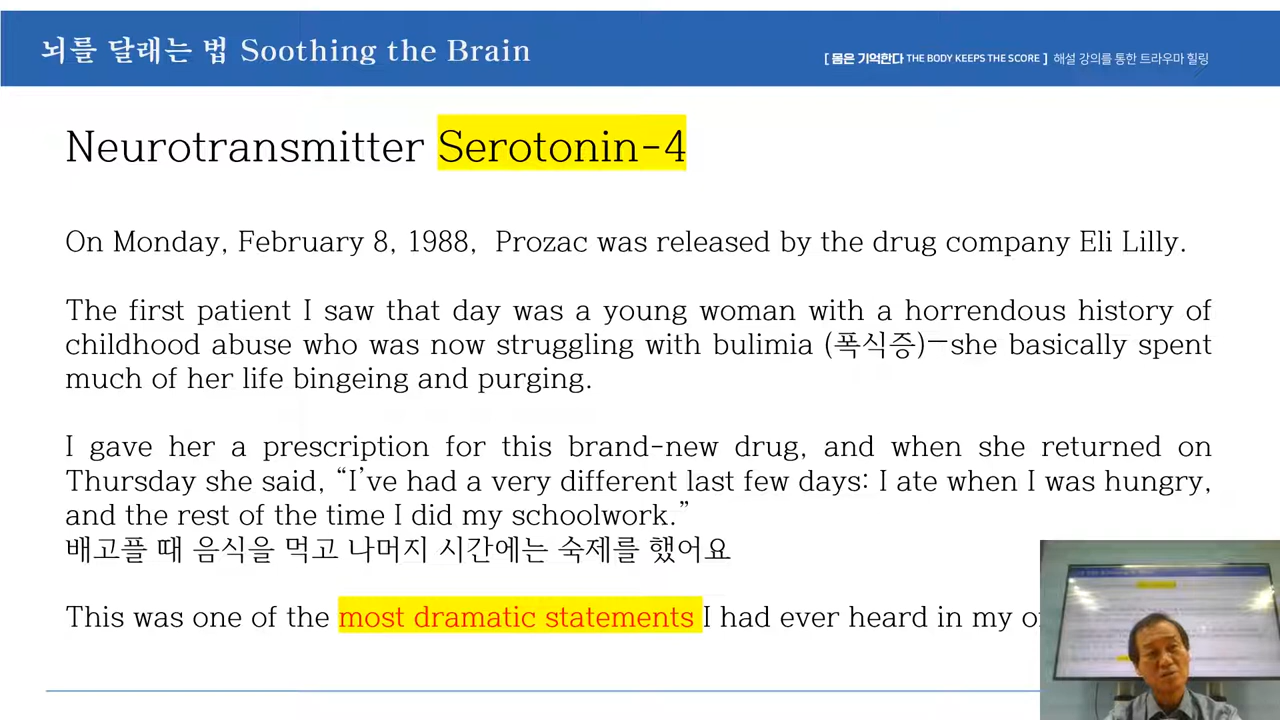 뇌를 달래는 법 Soothing the Brain
[ 몸은 기억한다 THE BODY KEEPS THE SCORE ] 해설 강의를 통한 트라우마 힐링
Neurotransmitter Serotonin-4
On Monday, February 8, 1988, Prozac was released by the drug company Eli Lilly.
The first patient I saw that day was a young woman with a horrendous history of
childhood abuse who was now struggling with bulimia (폭식증)—she basically spent
much of her life bingeing and purging.
I gave her a prescription for this brand-new drug, and when she returned on
Thursday she said, “I’ve had a very different last few days: I ate when I was hungry,
and the rest of the time I did my schoolwork.”
배고플 때 음식을 먹고 나머지 시간에는 숙제를 했어요
This was one of the most dramatic statements I had ever heard in my